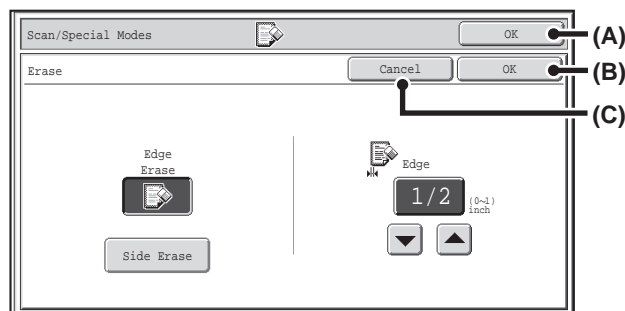 Scan/Special Modes
OK
(A)
Erase
Cancel
OK
(B)
(C)
Edge
Erase
Edge
1/2
(0~1)
inch
Side Erase